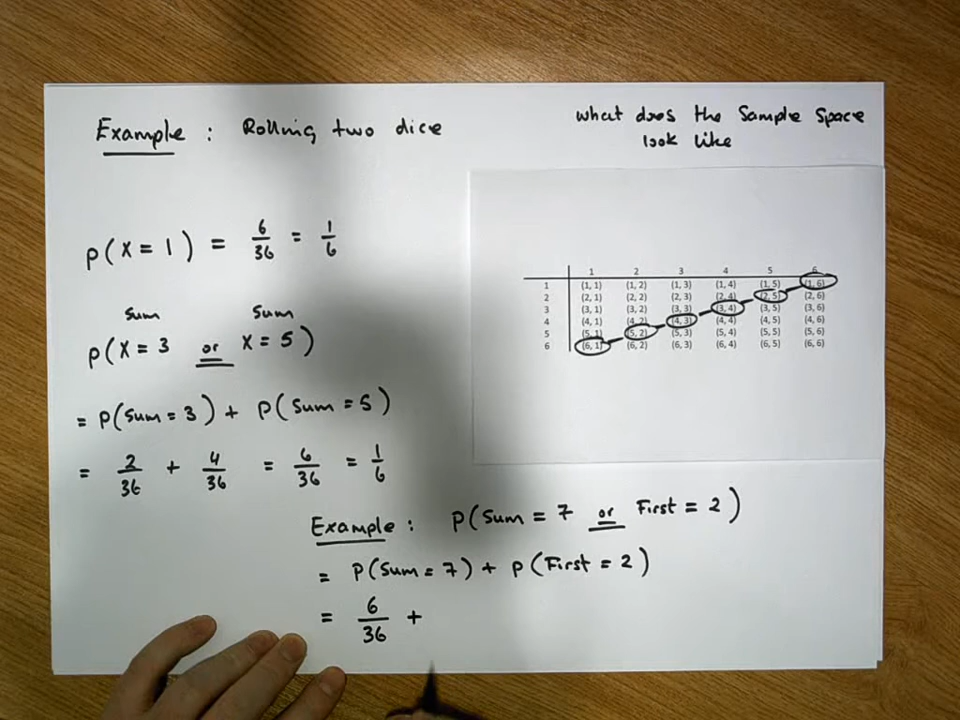 Example : Rolling two dice
what does the Sample Space
look like
P(X = 1) = 6/36 = 1/6
Sum Sum
P(X = 3 or X = 5)
= P(Sum = 3) + P(Sum = 5)
= 2/36 + 4/36 = 6/36 = 1/6
1 2 3 4 5 6
1 (1, 1) (1, 2) (1, 3) (1, 4) (1, 5) (1, 6)
2 (2, 1) (2, 2) (2, 3) (2, 4) (2, 5) (2, 6)
3 (3, 1) (3, 2) (3, 3) (3, 4) (3, 5) (3, 6)
4 (4, 1) (4, 2) (4, 3) (4, 4) (4, 5) (4, 6)
5 (5, 1) (5, 2) (5, 3) (5, 4) (5, 5) (5, 6)
6 (6, 1) (6, 2) (6, 3) (6, 4) (6, 5) (6, 6)
Example : P(Sum = 7 or First = 2)
= P(Sum = 7) + P(First = 2)
= 6/36 +